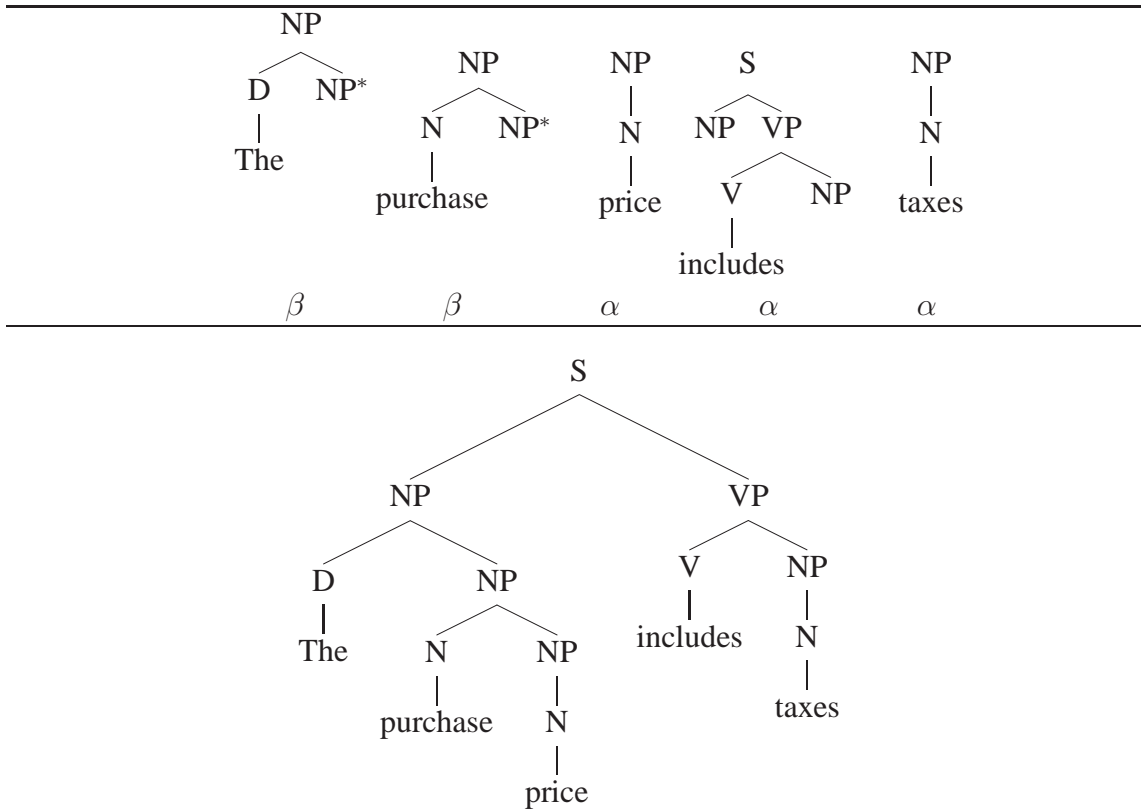 NP
NP NP S NP
D NP*
N NP* N NP VP N
The
purchase price V NP taxes
includes
β β α α α
S
NP VP
D NP V NP
The N NP includes N
purchase N taxes
price